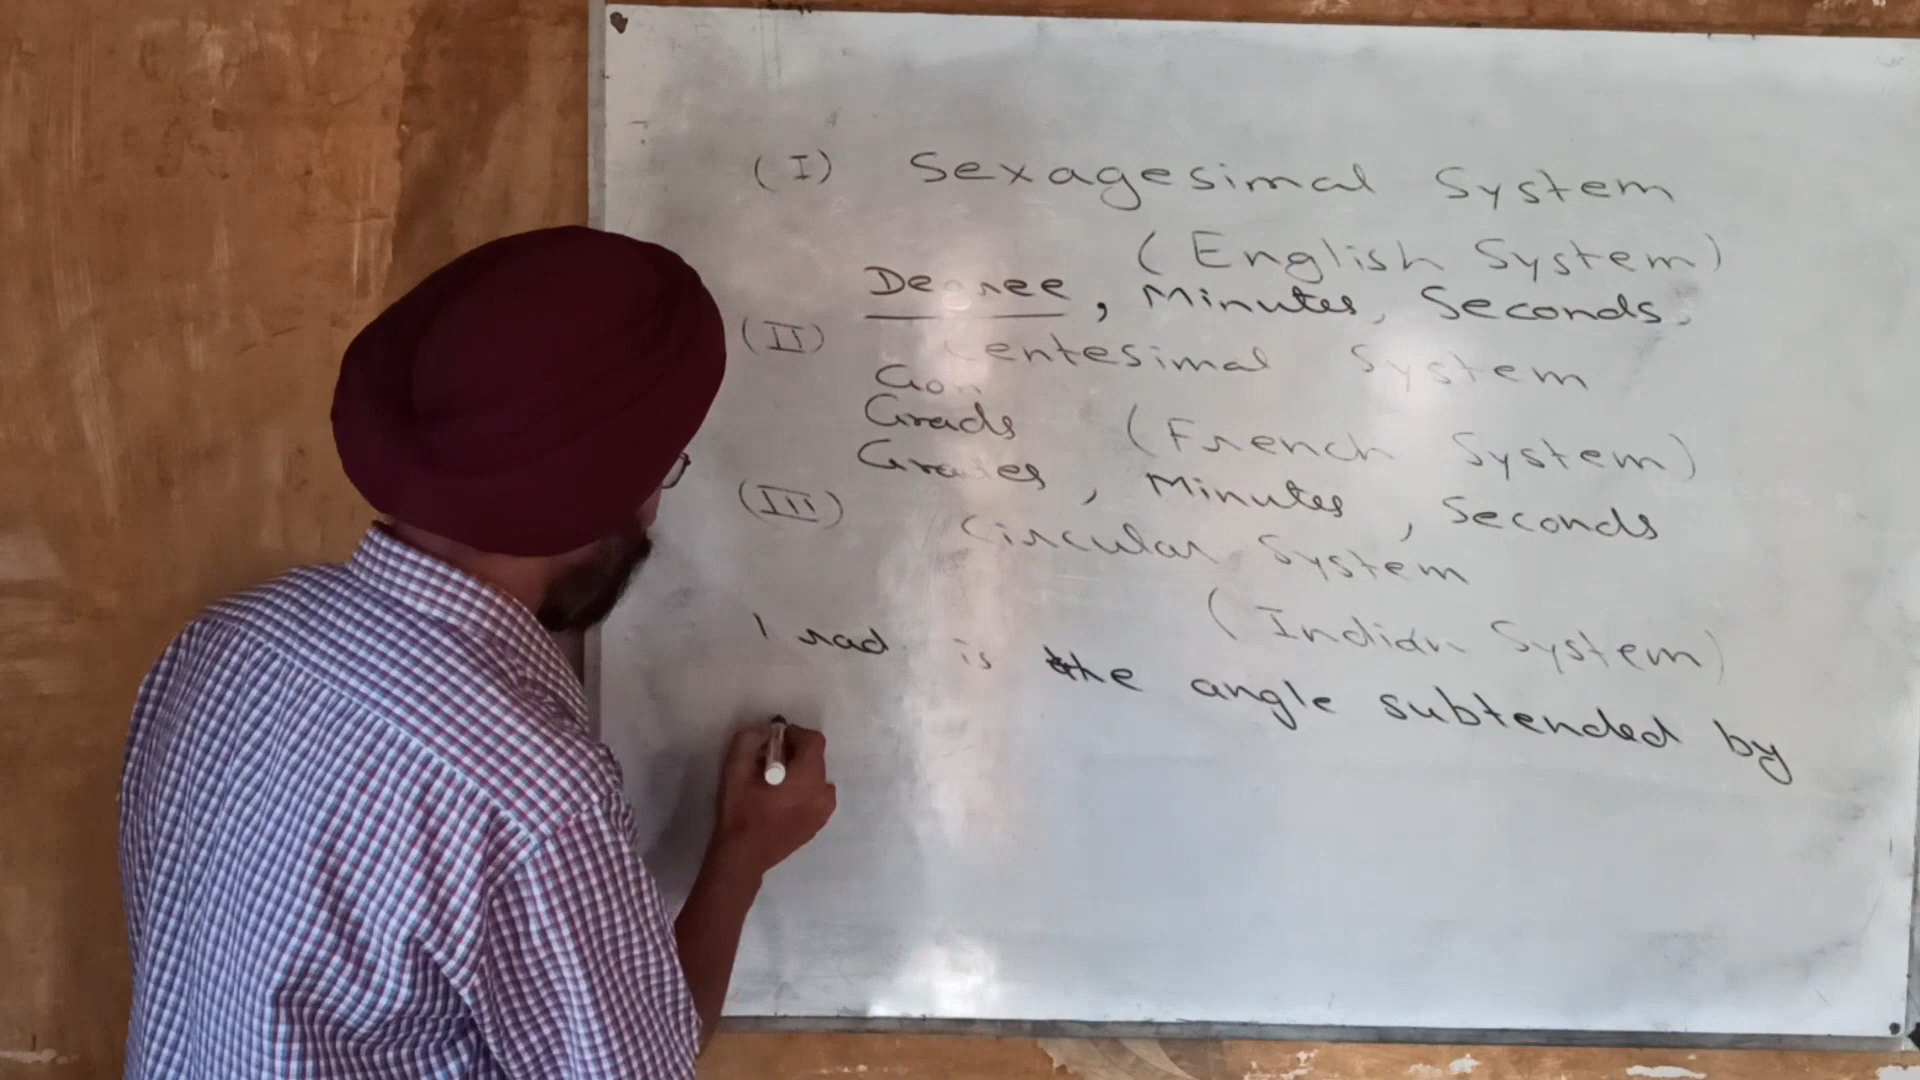 (I) Sexagesimal System
(English System)
Degree, Minutes, Seconds,
(II) Centesimal System
Gon
Grads (French System)
Grades, Minutes, Seconds
(III) Circular System
(Indian System)
1 rad is the angle subtended by